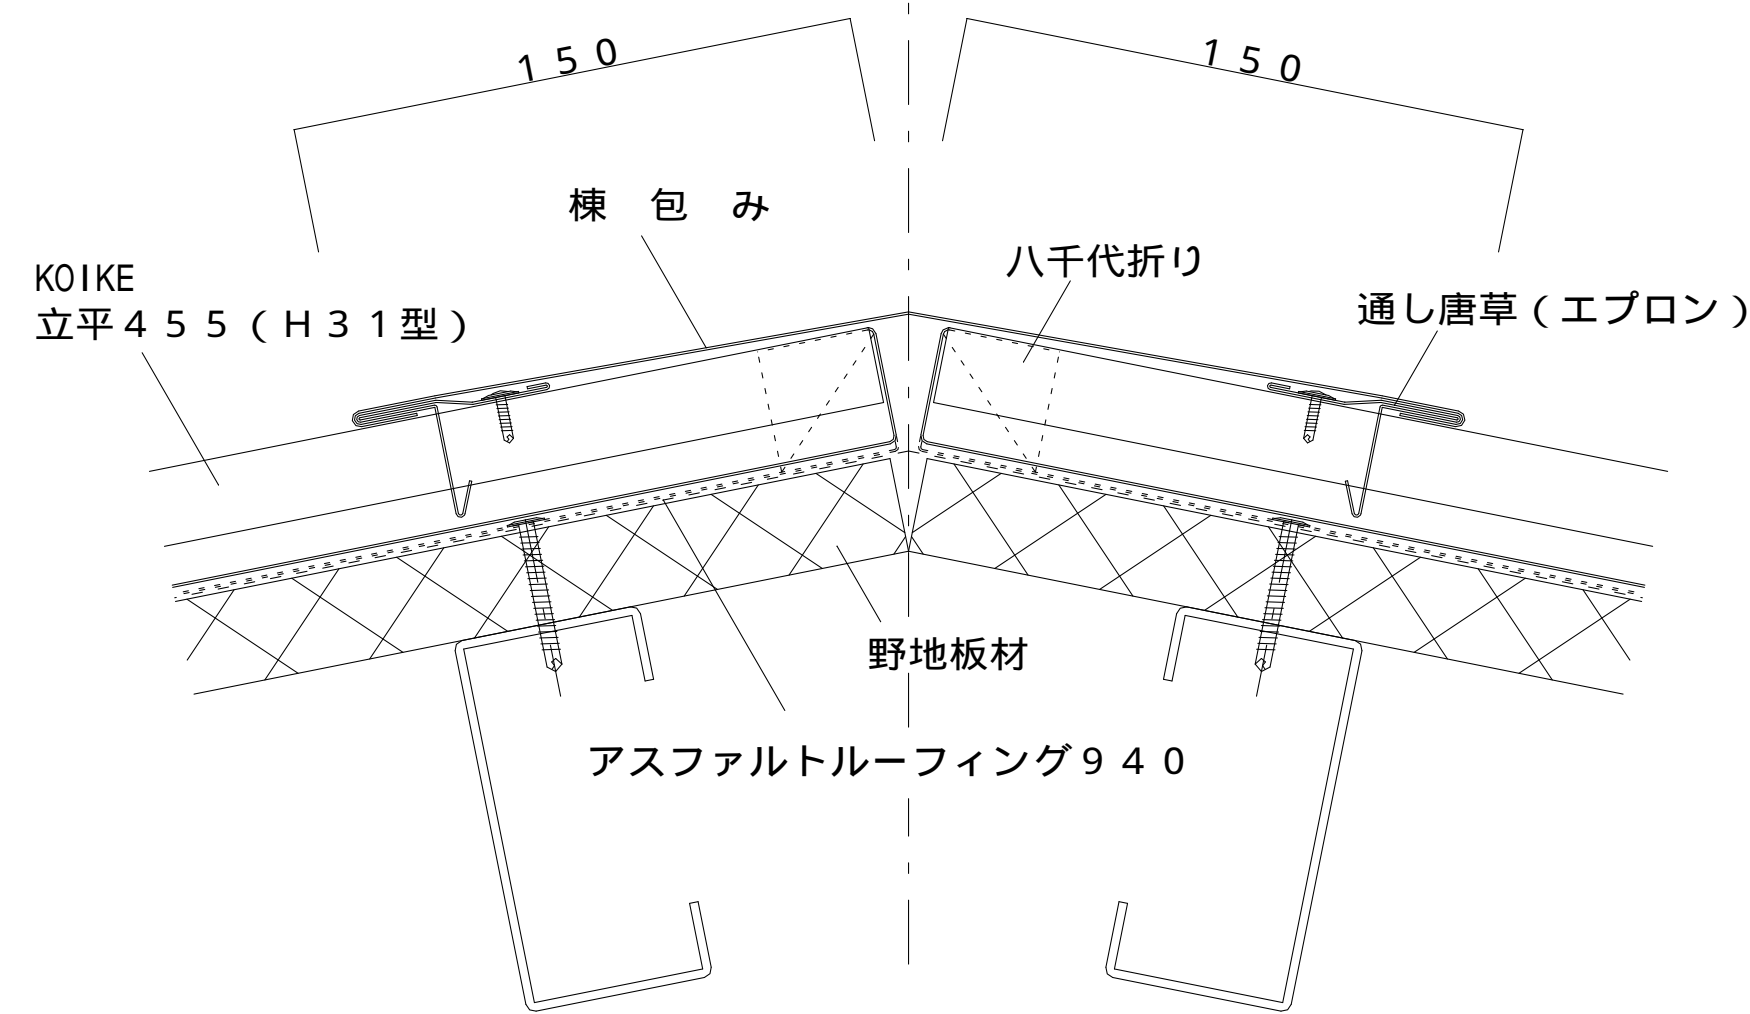 １５０
１５０
棟　包　み
八千代折り
KOIKE
立平４５５（Ｈ３１型）
通し唐草（エプロン）
野地板材
アスファルトルーフィング９４０